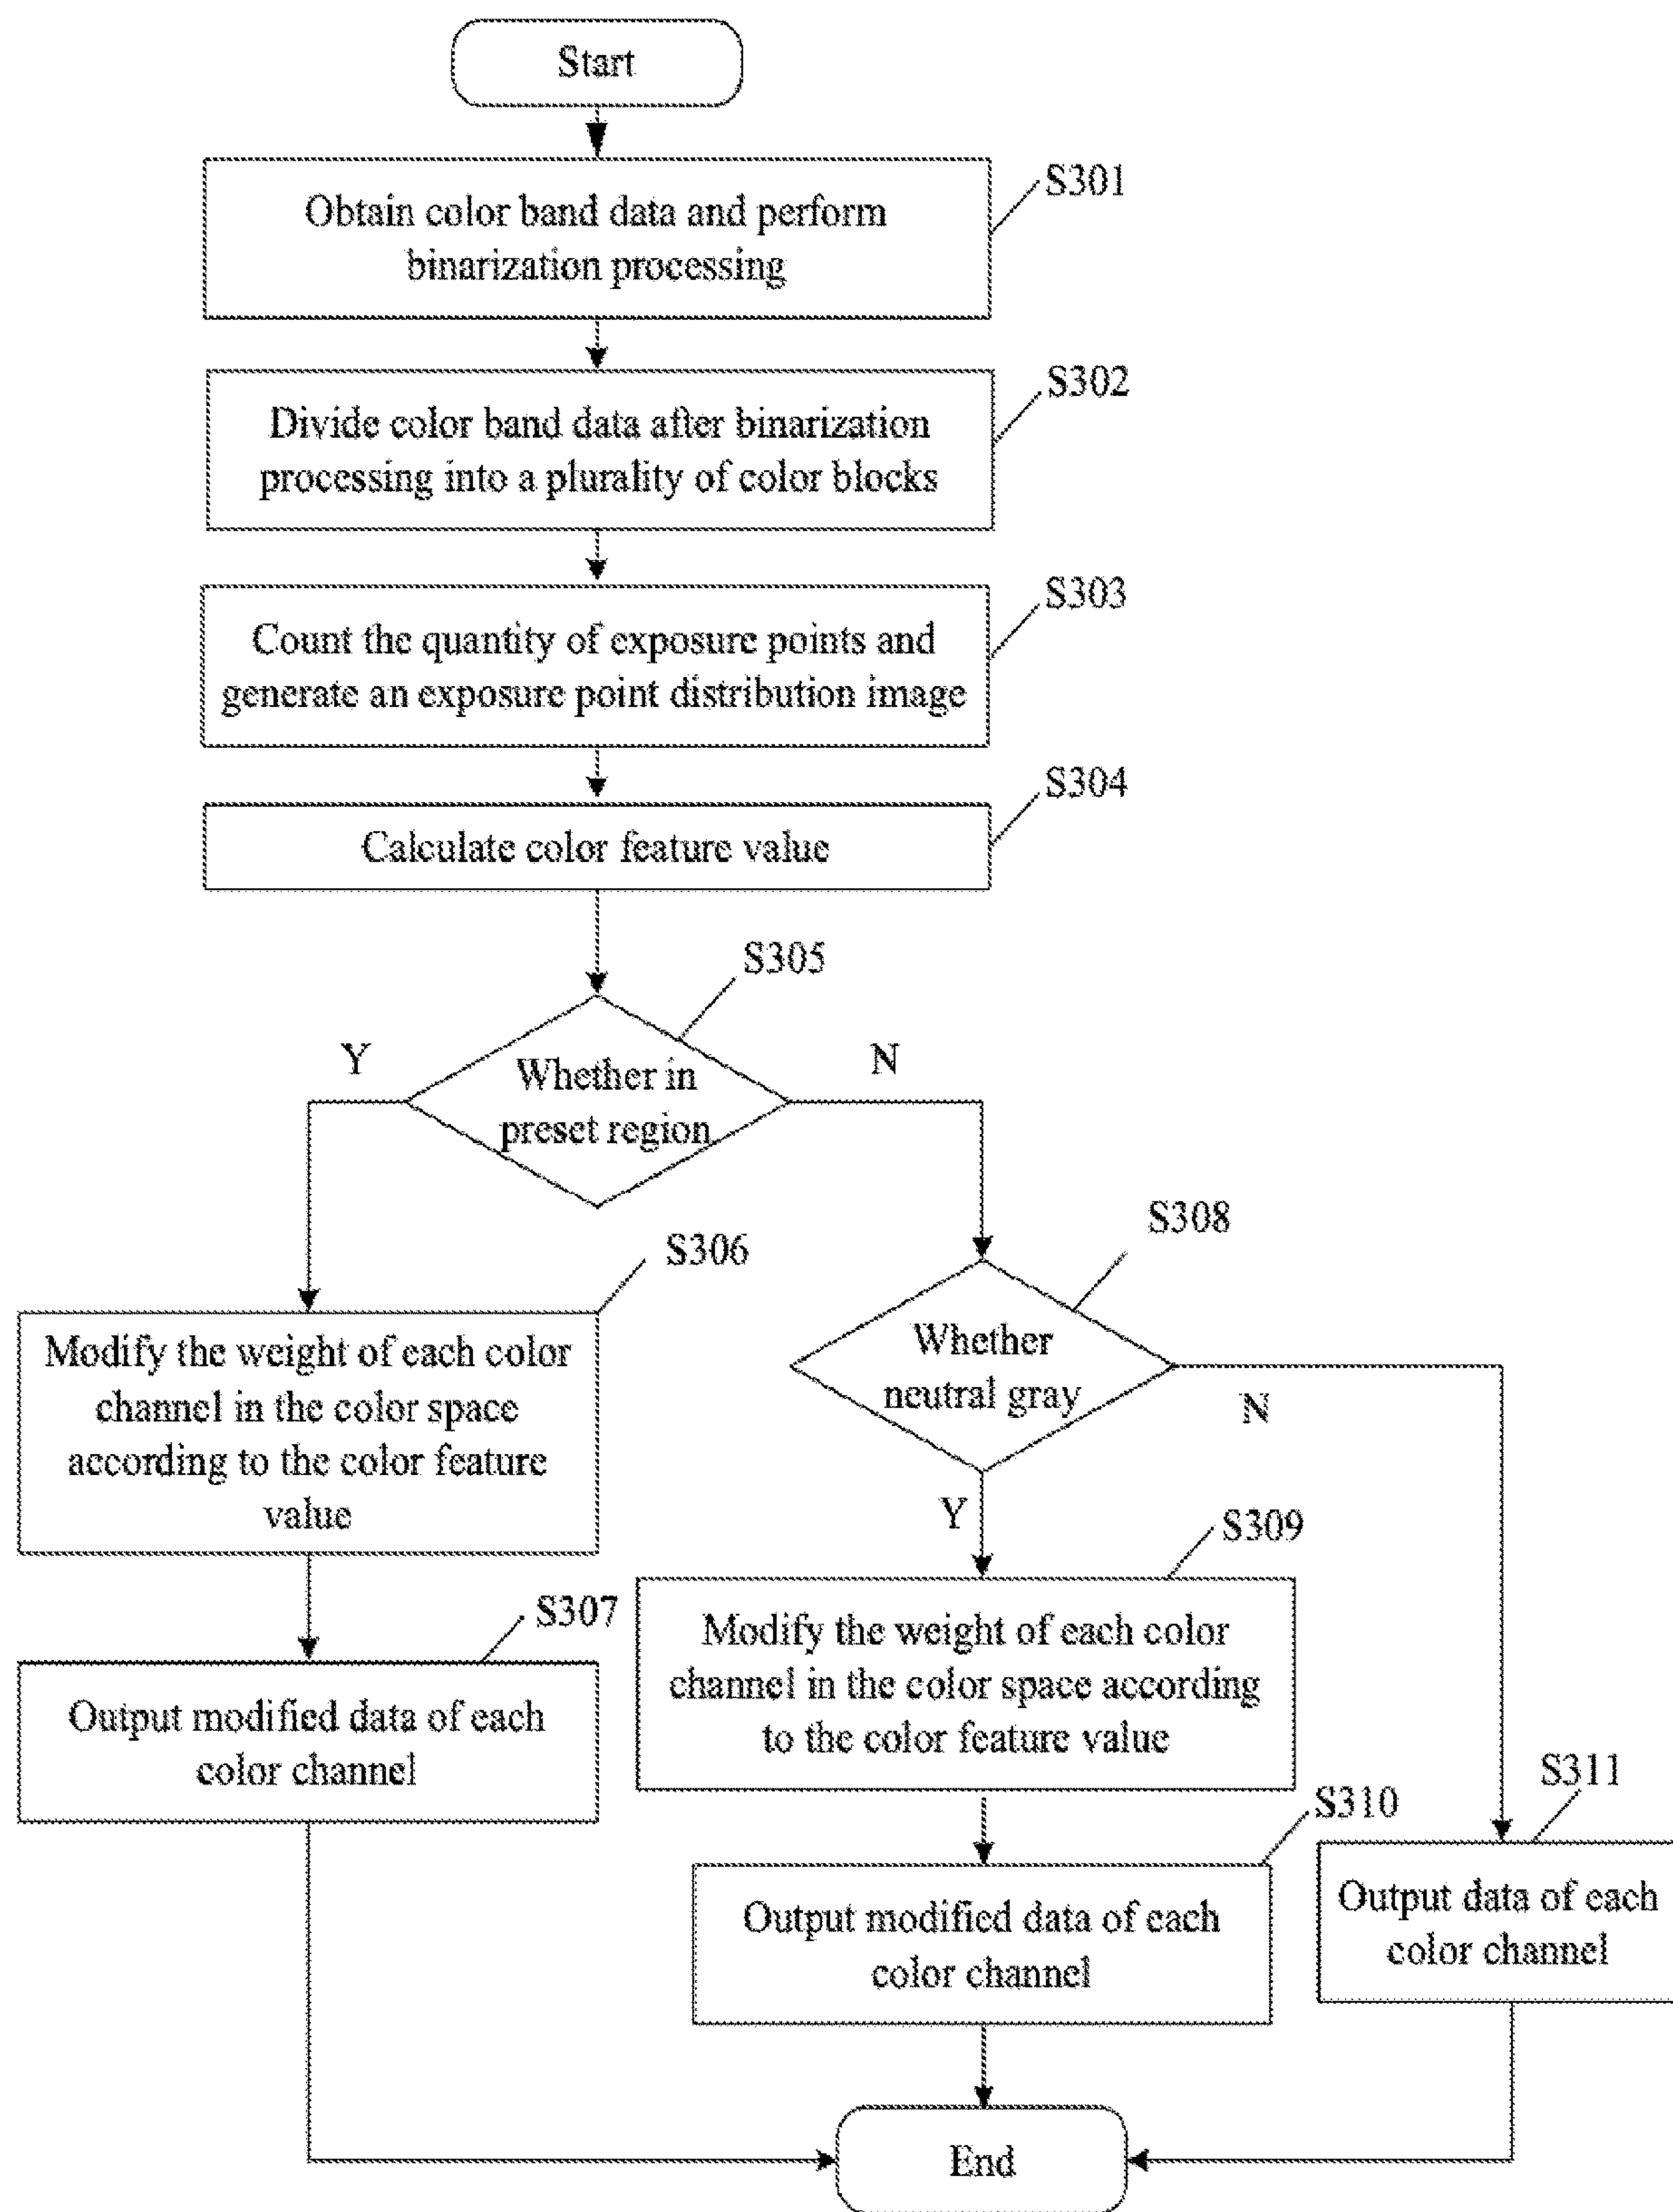 Start
S301
Obtain color band data and perform
binarization processing
S302
Divide color band data after binarization
processing into a plurality of color blocks
S303
Count the quantity of exposure points and
generate an exposure point distribution image
S304
Calculate color feature value
S305
Y
N
Whether in
preset region
S306
Modify the weight of each color
channel in the color space
according to the color feature
value
S307
Output modified data of each
color channel
S308
Whether
neutral gray
N
Y
S309
Modify the weight of each color
channel in the color space according
to the color feature value
S310
Output modified data of each
color channel
S311
Output data of each
color channel
End